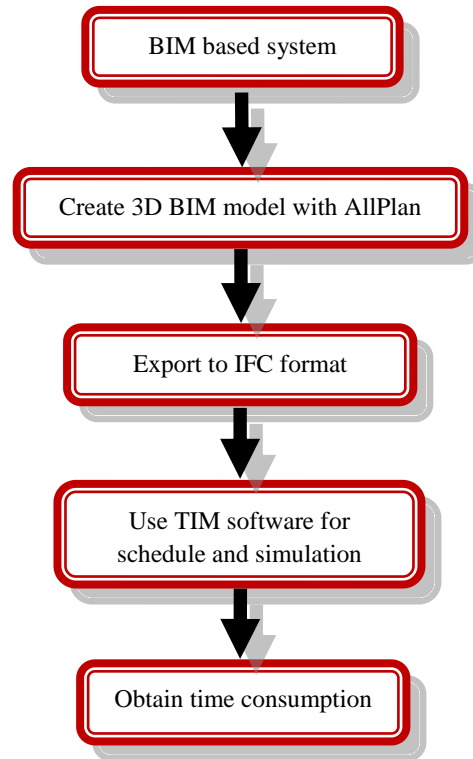 BIM based system
Create 3D BIM model with AllPlan
Export to IFC format
Use TIM software for
schedule and simulation
Obtain time consumption